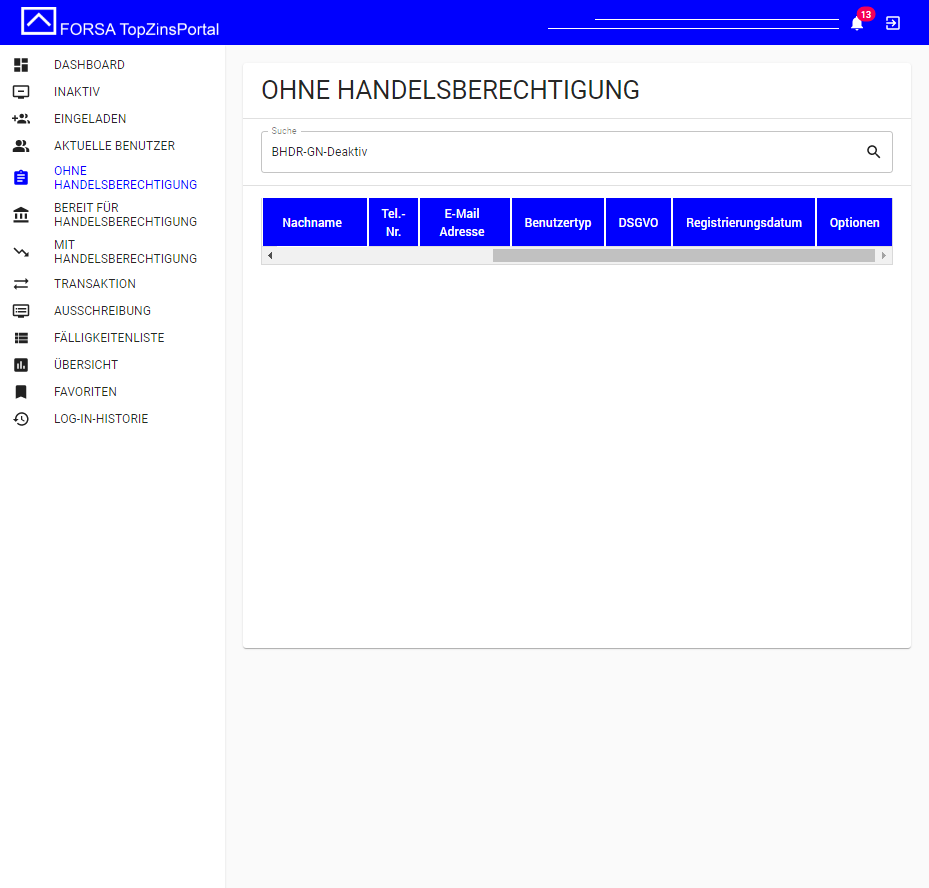 FORSA TopZinsPortal
13
DASHBOARD
INAKTIV
EINGELADEN
AKTUELLE BENUTZER
OHNE
HANDELSBERECHTIGUNG
BEREIT FÜR
HANDELSBERECHTIGUNG
MIT
HANDELSBERECHTIGUNG
TRANSAKTION
AUSSCHREIBUNG
FÄLLIGKEITENLISTE
ÜBERSICHT
FAVORITEN
LOG-IN-HISTORIE
OHNE HANDELSBERECHTIGUNG
Suche
BHDR-GN-Deaktiv
Nachname
Tel.-
Nr.
E-Mail
Adresse
Benutzertyp
DSGVO
Registrierungsdatum
Optionen